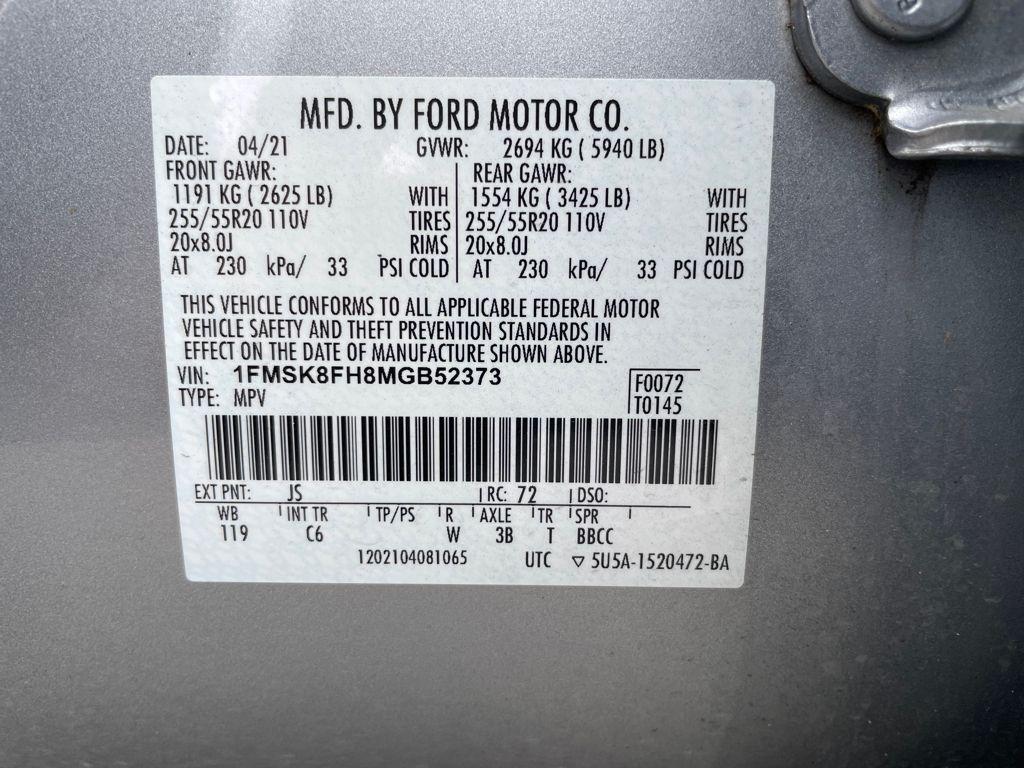 MFD. BY FORD MOTOR CO.
DATE: 04/21 GVWR: 2694 KG ( 5940 LB)
FRONT GAWR: REAR GAWR:
1191 KG ( 2625 LB) WITH 1554 KG ( 3425 LB) WITH
255/55R20 110V TIRES 255/55R20 110V TIRES
20x8.0J RIMS 20x8.0J RIMS
AT 230 kPa/ 33 PSI COLD AT 230 kPa/ 33 PSI COLD
THIS VEHICLE CONFORMS TO ALL APPLICABLE FEDERAL MOTOR
VEHICLE SAFETY AND THEFT PREVENTION STANDARDS IN
EFFECT ON THE DATE OF MANUFACTURE SHOWN ABOVE.
VIN: 1FMSK8FH8MGB52373
TYPE: MPV
F0072
T0145
EXT PNT: JS RC: 72 DSO:
WB INT TR TP/PS R AXLE TR SPR
119 C6 W 3B T BBCC
1202104081065 UTC ▽ 5U5A-1520472-BA